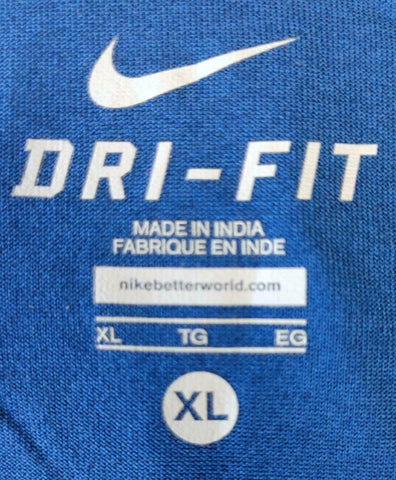 DRI-FIT
MADE IN INDIA
FABRIQUE EN INDE
nikebetterworld.com
XL TG EG
XL